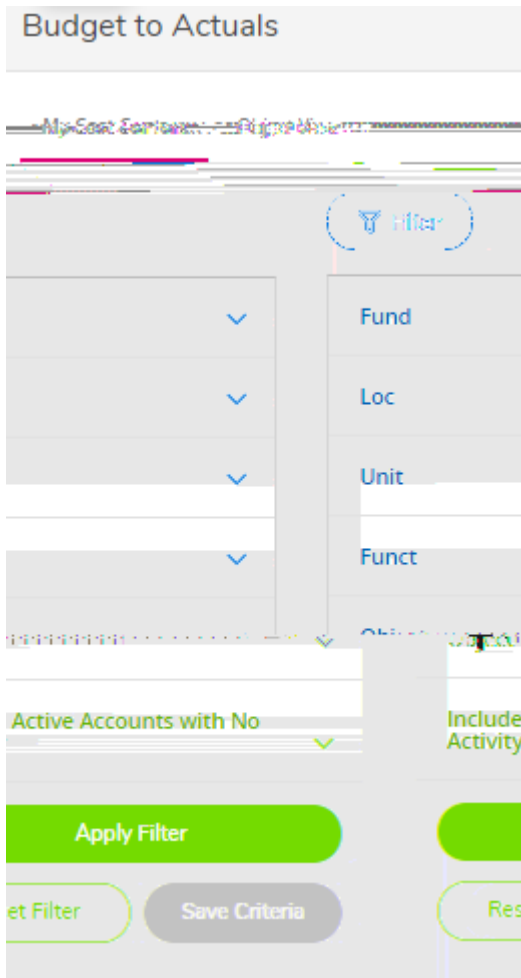 Budget to Actuals
Fund
Loc
Unit
Funct
Active Accounts with No
Include
Activity
Apply Filter
et Filter
Save Criteria
Res